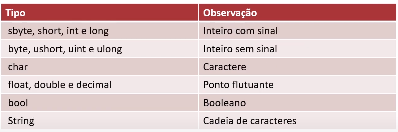 Tipo Observação
sbyte, short, int e long Inteiro com sinal
byte, ushort, uint e ulong Inteiro sem sinal
char Caractere
float, double e decimal Ponto flutuante
bool Booleano
String Cadeia de caracteres